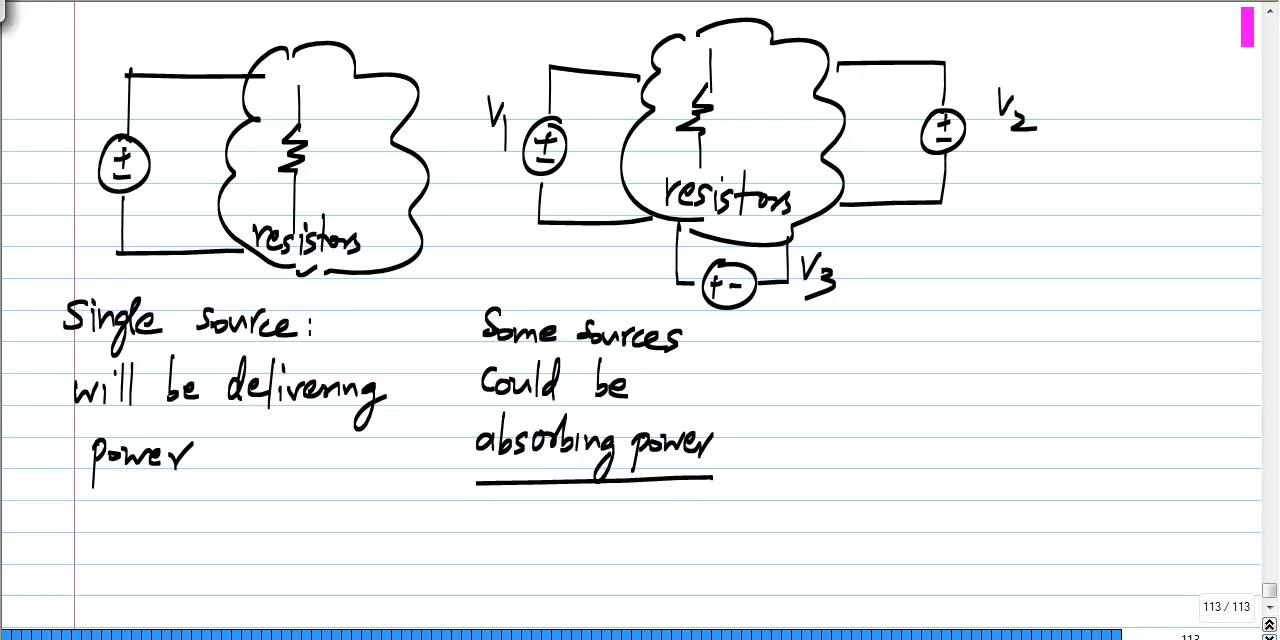 V1
V2
resistors
resistors
+ -
V3
Single source:
will be delivering
power
Some sources
could be
absorbing power
113 / 113
113